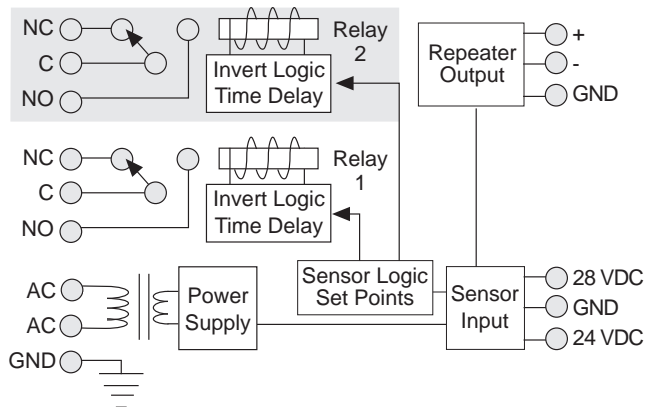 NC
C
NO
Relay
2
Invert Logic
Time Delay
Repeater
Output
+
-
GND
NC
C
NO
Relay
1
Invert Logic
Time Delay
Sensor Logic
Set Points
AC
AC
GND
Power
Supply
Sensor
Input
28 VDC
GND
24 VDC